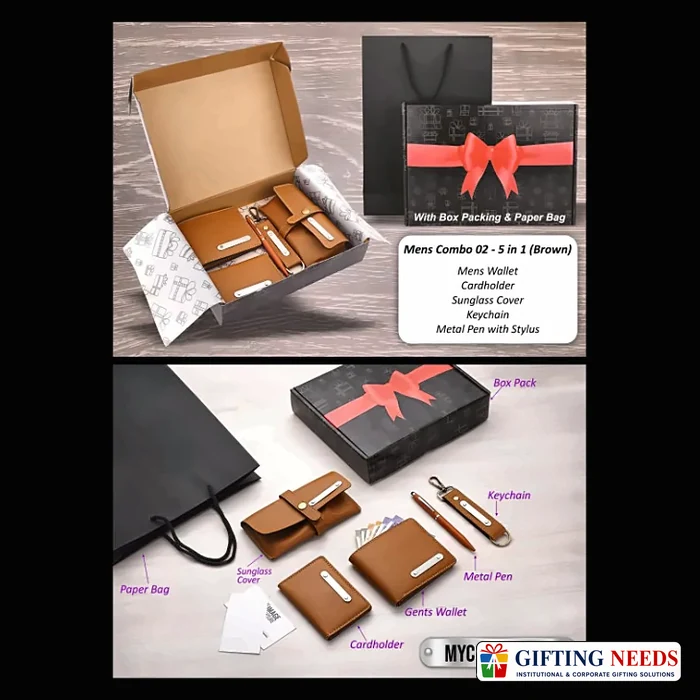 With Box Packing & Paper Bag
Mens Combo 02 - 5 in 1 (Brown)
Mens Wallet
Cardholder
Sunglass Cover
Keychain
Metal Pen with Stylus
Box Pack
Keychain
Sunglass
Cover
Metal Pen
Paper Bag
Gents Wallet
Cardholder
MYC
GIFTING NEEDS
INSTITUTIONAL & CORPORATE GIFTING SOLUTIONS